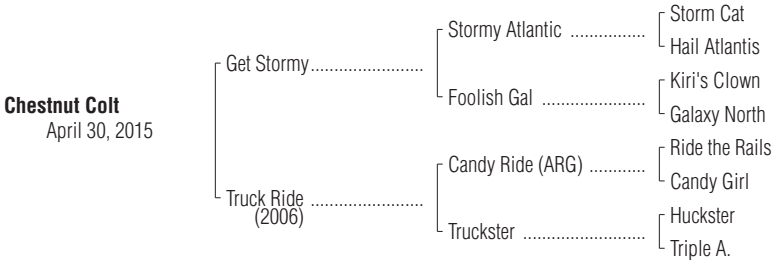 Chestnut Colt
April 30, 2015
Get Stormy........................
Truck Ride ........................
(2006)
Stormy Atlantic ................
Foolish Gal ......................
Candy Ride (ARG) ............
Truckster ..........................
Storm Cat
Hail Atlantis
Kiri's Clown
Galaxy North
Ride the Rails
Candy Girl
Huckster
Triple A.